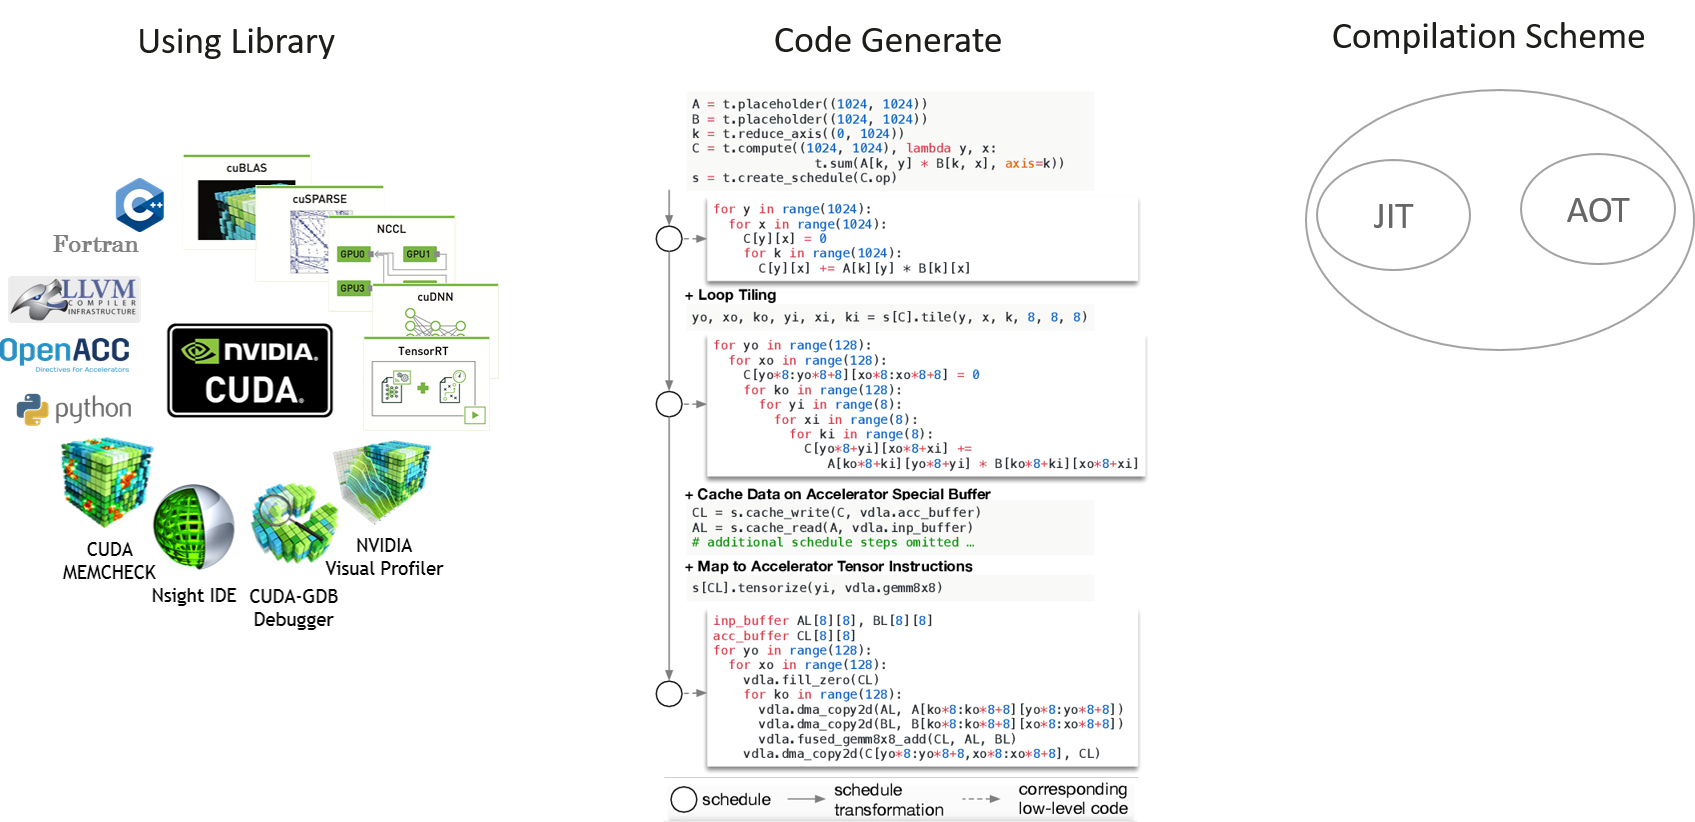 Using Library
cuBLAS
cuSPARSE
NCCL
GPU0
GPU1
GPU3
cuDNN
TensorRT
C++
Fortran
LLVM
COMPILER
INFRASTRUCTURE
OpenACC
Directives for Accelerators
python
NVIDIA.
CUDA.
CUDA
MEMCHECK
Nsight IDE
CUDA-GDB
Debugger
NVIDIA
Visual Profiler
Code Generate
A = t.placeholder((1024, 1024))
B = t.placeholder((1024, 1024))
k = t.reduce_axis((0, 1024))
C = t.compute((1024, 1024), lambda y, x:
t.sum(A[k, y] * B[k, x], axis=k))
s = t.create_schedule(C.op)
for y in range(1024):
for x in range(1024):
C[y][x] = 0
for k in range(1024):
C[y][x] += A[k][y] * B[k][x]
+ Loop Tiling
yo, xo, ko, yi, xi, ki = s[C].tile(y, x, k, 8, 8, 8)
for yo in range(128):
for xo in range(128):
C[yo*8:yo*8+8][xo*8:xo*8+8] = 0
for ko in range(128):
for yi in range(8):
for xi in range(8):
for ki in range(8):
C[yo*8+yi][xo*8+xi] +=
A[ko*8+ki][yo*8+yi] * B[ko*8+ki][xo*8+xi]
+ Cache Data on Accelerator Special Buffer
CL = s.cache_write(C, vdla.acc_buffer)
AL = s.cache_read(A, vdla.inp_buffer)
# additional schedule steps omitted …
+ Map to Accelerator Tensor Instructions
s[CL].tensorize(yi, vdla.gemm8x8)
inp_buffer AL[8][8], BL[8][8]
acc_buffer CL[8][8]
for yo in range(128):
for xo in range(128):
vdla.fill_zero(CL)
for ko in range(128):
vdla.dma_copy2d(AL, A[ko*8:ko*8+8][yo*8:yo*8+8])
vdla.dma_copy2d(BL, B[ko*8:ko*8+8][xo*8:xo*8+8])
vdla.fused_gemm8x8_add(CL, AL, BL)
vdla.dma_copy2d(C[yo*8:yo*8+8,xo*8:xo*8+8], CL)
schedule
schedule
transformation
corresponding
low-level code
Compilation Scheme
JIT
AOT